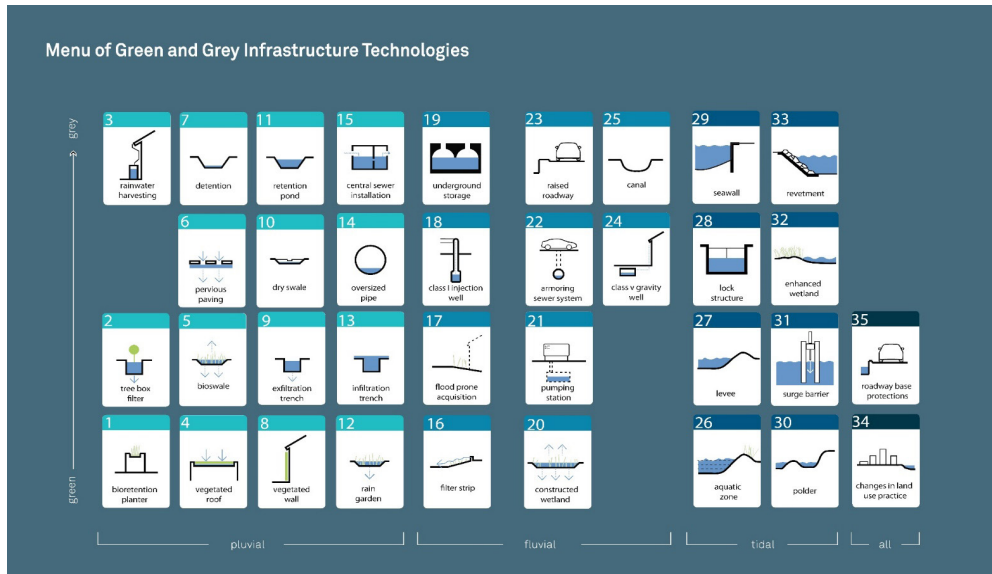 Menu of Green and Grey Infrastructure Technologies
grey
3
rainwater
harvesting
7
detention
11
retention
pond
15
central sewer
installation
19
underground
storage
23
raised
roadway
25
canal
29
seawall
33
revetment
6
pervious
paving
10
dry swale
14
oversized
pipe
18
class I injection
well
22
armoring
sewer system
24
class v gravity
well
28
lock
structure
32
enhanced
wetland
2
tree box
filter
5
bioswale
9
exfiltration
trench
13
infiltration
trench
17
flood prone
acquisition
21
pumping
station
27
levee
31
surge barrier
35
roadway base
protections
1
bioretention
planter
4
vegetated
roof
8
vegetated
wall
12
rain
garden
16
filter strip
20
constructed
wetland
26
aquatic
zone
30
polder
34
changes in land
use practice
green
pluvial
fluvial
tidal
all